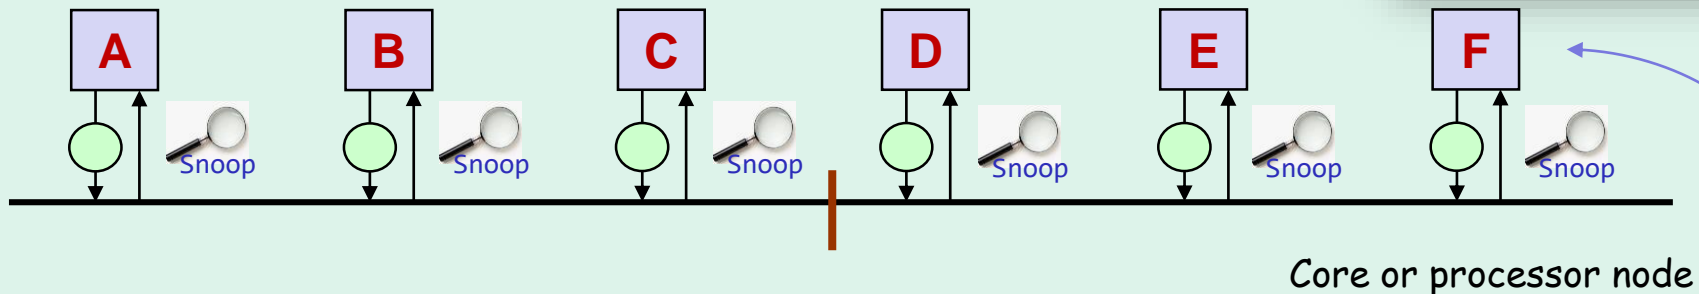 A B C D E F
Snoop Snoop Snoop Snoop Snoop Snoop
Core or processor node